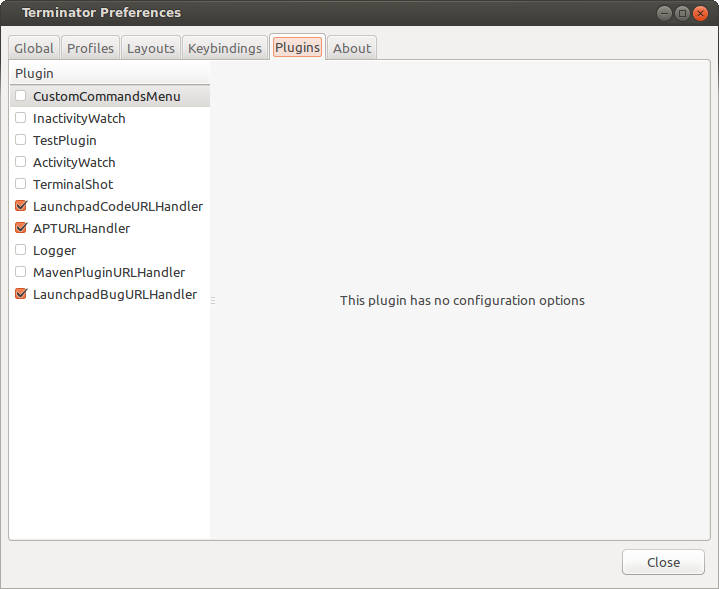 Terminator Preferences
Global Profiles Layouts Keybindings Plugins About
Plugin
CustomCommandsMenu
InactivityWatch
TestPlugin
ActivityWatch
TerminalShot
LaunchpadCodeURLHandler
APTURLHandler
Logger
MavenPluginURLHandler
LaunchpadBugURLHandler
This plugin has no configuration options
Close